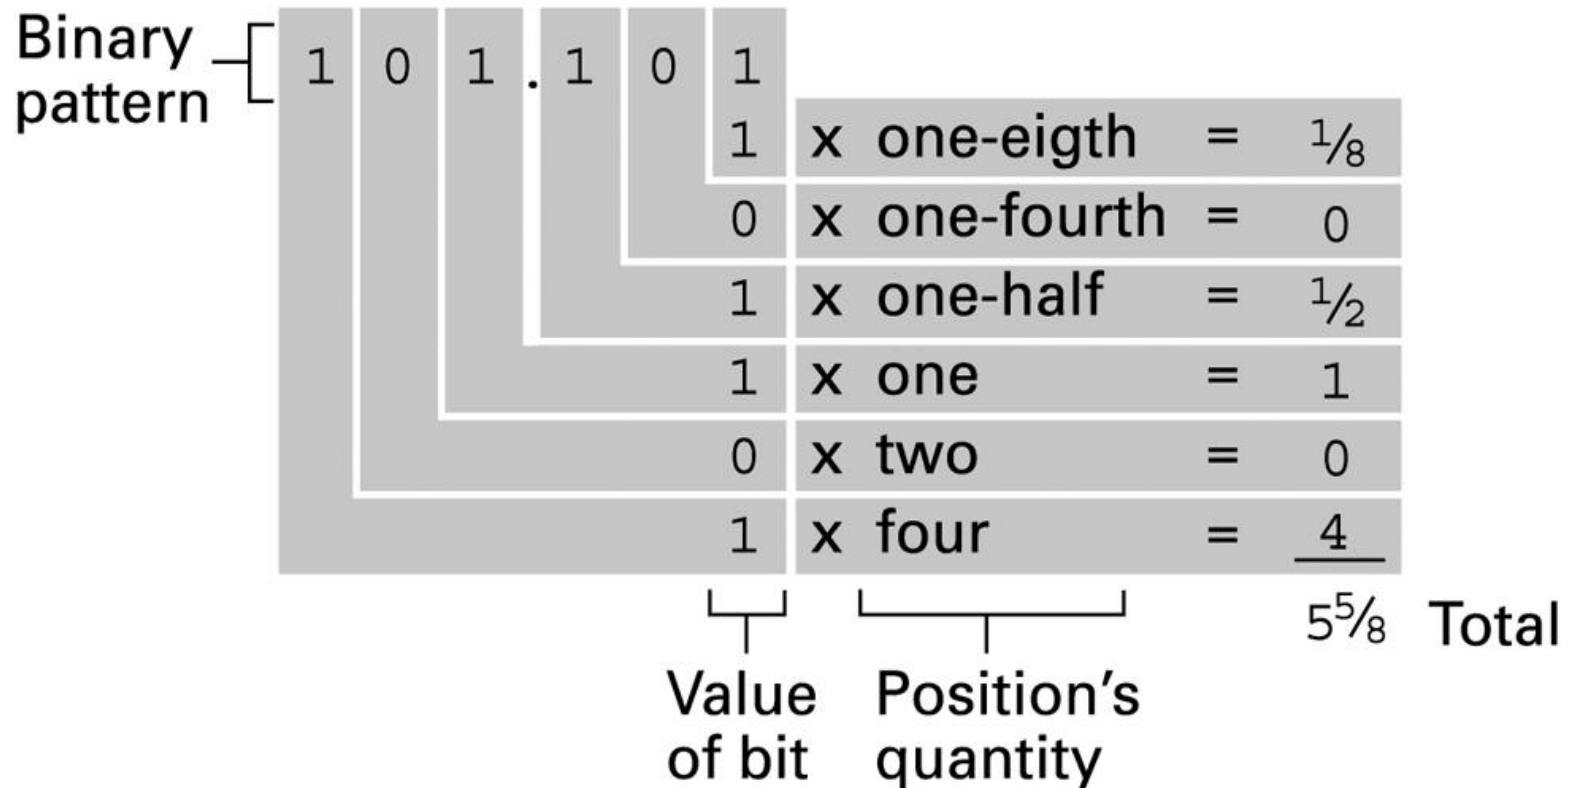 Binary
pattern
1 0 1 . 1 0 1
1 x one-eigth = 1/8
0 x one-fourth = 0
1 x one-half = 1/2
1 x one = 1
0 x two = 0
1 x four = 4
5 5/8 Total
Value
of bit
Position's
quantity